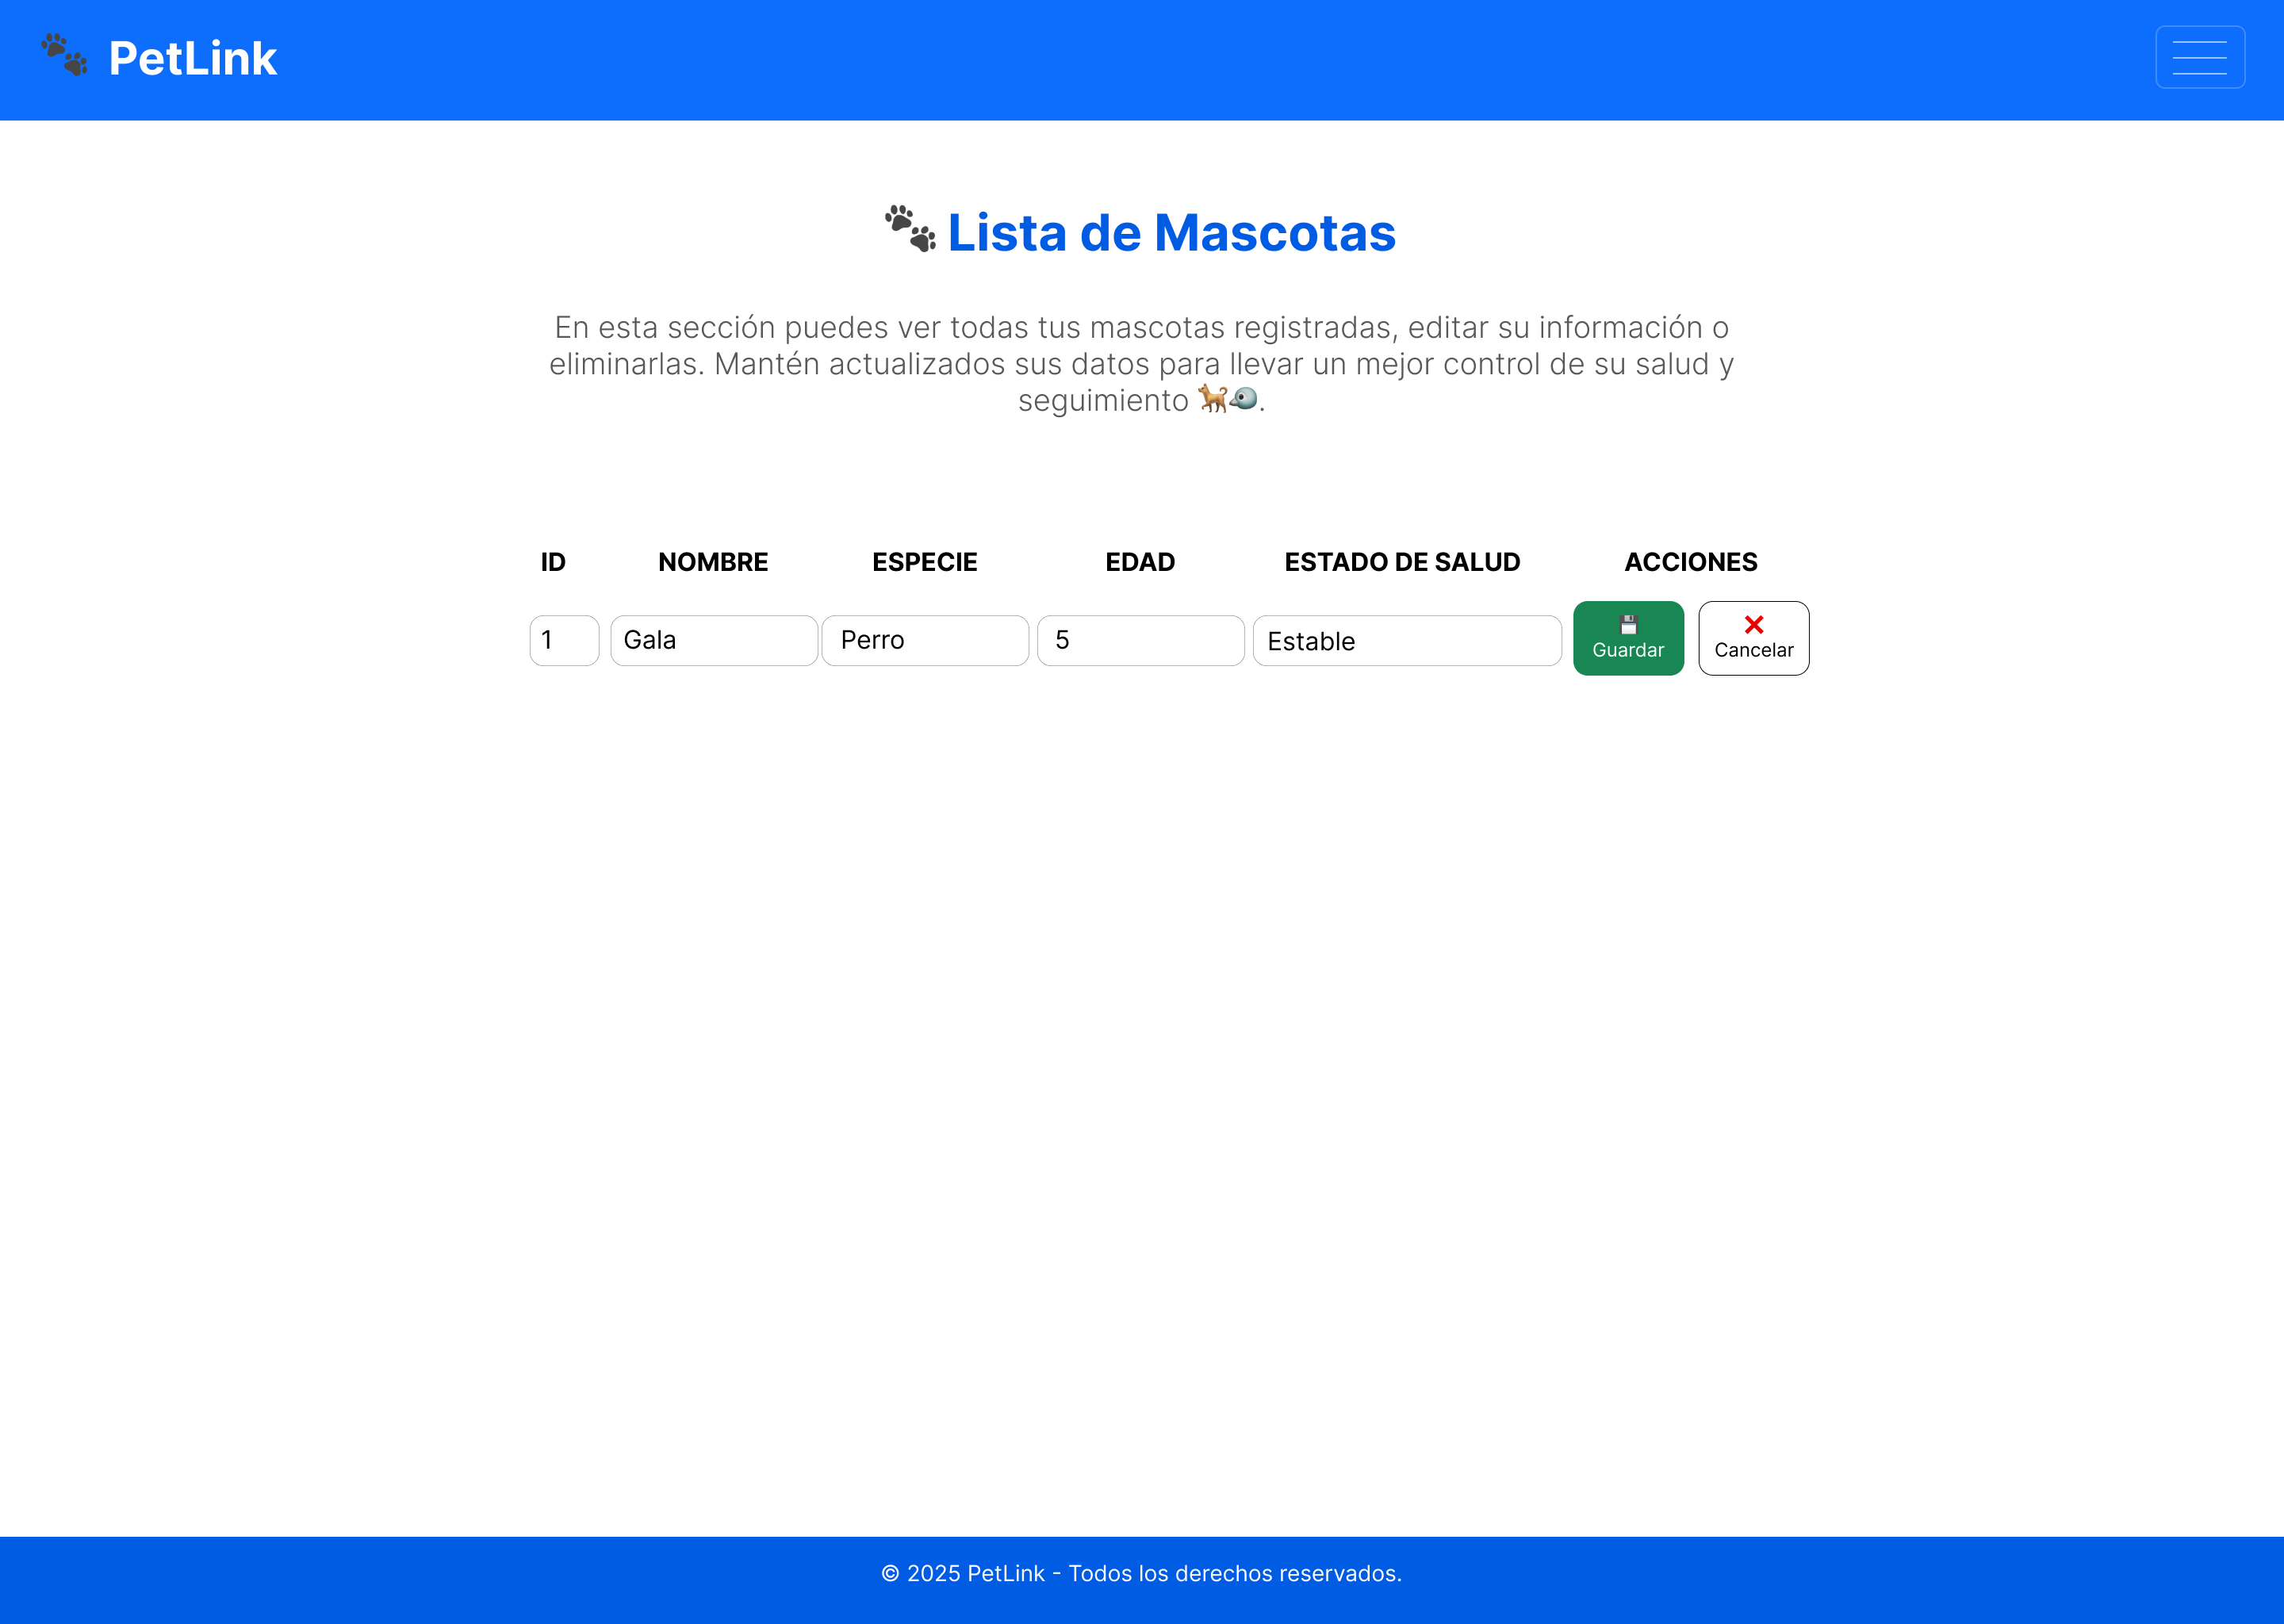 PetLink
Lista de Mascotas
En esta sección puedes ver todas tus mascotas registradas, editar su información o
eliminarlas. Mantén actualizados sus datos para llevar un mejor control de su salud y
seguimiento 🐕🐦.
ID NOMBRE ESPECIE EDAD ESTADO DE SALUD ACCIONES
1 Gala Perro 5 Estable
Guardar Cancelar
© 2025 PetLink - Todos los derechos reservados.